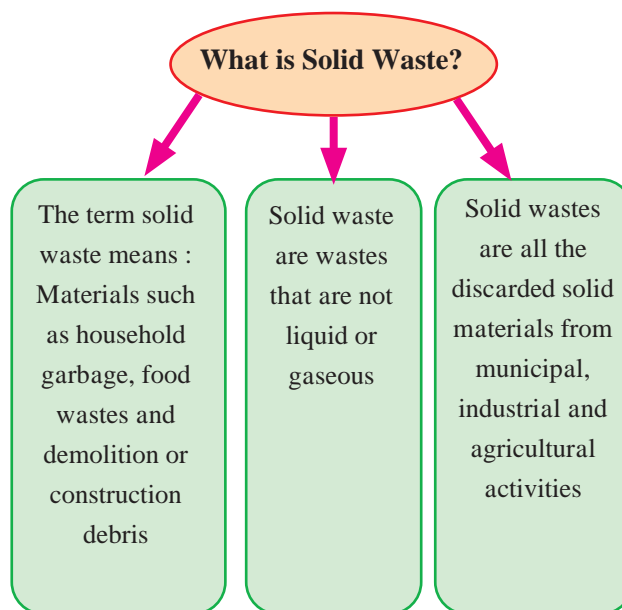 What is Solid Waste?
The term solid
waste means :
Materials such
as household
garbage, food
wastes and
demolition or
construction
debris
Solid waste
are wastes
that are not
liquid or
gaseous
Solid wastes
are all the
discarded solid
materials from
municipal,
industrial and
agricultural
activities